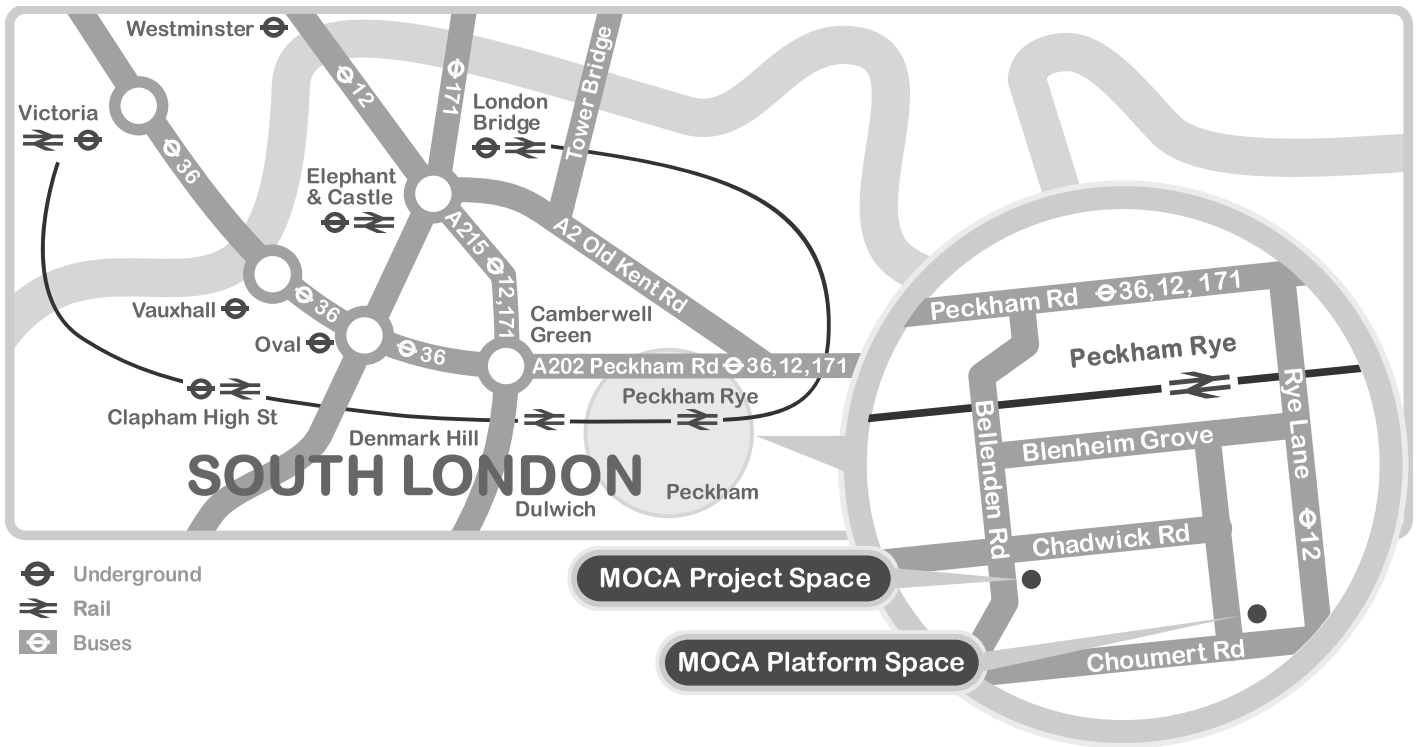 Westminster
12
171
Tower Bridge
London
Bridge
Victoria
36
Elephant
& Castle
A215
12,171
A2 Old Kent Rd
Vauxhall
36
Oval
36
Camberwell
Green
A202 Peckham Rd 36,12,171
Peckham Rye
Clapham High St
Denmark Hill
SOUTH LONDON
Peckham
Dulwich
Peckham Rd 36,12, 171
Peckham Rye
Rye Lane 12
Bellenden Rd
Blenheim Grove
Chadwick Rd
Choumert Rd
MOCA Project Space
MOCA Platform Space
Underground
Rail
Buses